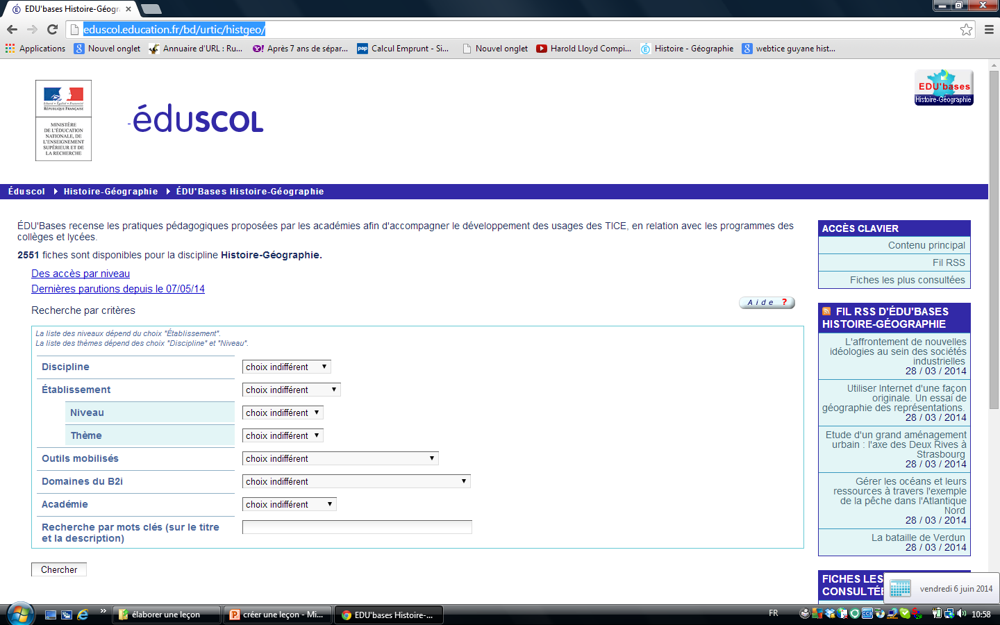 EDU'bases Histoire-Géogr
eduscol.education.fr/bd/urtic/histgeo/
Applications
Nouvel onglet
Annuaire d'URL : Ru...
Après 7 ans de sépar...
pap
Calcul Emprunt - Si...
Nouvel onglet
Harold Lloyd Compi...
Histoire - Géographie
webtice guyane hist...
Liberté • Égalité • Fraternité
RÉPUBLIQUE FRANÇAISE
MINISTÈRE
DE L'ÉDUCATION
NATIONALE, DE
L'ENSEIGNEMENT
SUPÉRIEUR ET DE
LA RECHERCHE
éduSCOL
EDU'bases
Histoire-Géographie
Éduscol
Histoire-Géographie
ÉDU'Bases Histoire-Géographie
ÉDU'Bases recense les pratiques pédagogiques proposées par les académies afin d'accompagner le développement des usages des TICE, en relation avec les programmes des
collèges et lycées.
2551 fiches sont disponibles pour la discipline Histoire-Géographie.
Des accès par niveau
Dernières parutions depuis le 07/05/14
Aide ?
Recherche par critères
La liste des niveaux dépend du choix "Établissement".
La liste des thèmes dépend des choix "Discipline" et "Niveau".
Discipline choix indifférent
Établissement choix indifférent
Niveau choix indifférent
Thème choix indifférent
Outils mobilisés choix indifférent
Domaines du B2i choix indifférent
Académie choix indifférent
Recherche par mots clés (sur le titre
et la description)
Chercher
ACCÈS CLAVIER
Contenu principal
Fil RSS
Fiches les plus consultées
FIL RSS D'ÉDU'BASES
HISTOIRE-GÉOGRAPHIE
L'affrontement de nouvelles
idéologies au sein des sociétés
industrielles
28 / 03 / 2014
Utiliser Internet d'une façon
originale. Un essai de
géographie des représentations.
28 / 03 / 2014
Etude d'un grand aménagement
urbain : l'axe des Deux Rives à
Strasbourg
28 / 03 / 2014
Gérer les océans et leurs
ressources à travers l'exemple
de la pêche dans l'Atlantique
Nord
28 / 03 / 2014
La bataille de Verdun
28 / 03 / 2014
FICHES LES
CONSULTÉE
vendredi 6 juin 2014
élaborer une leçon
créer une leçon - Mi...
EDU'bases Histoire-...
FR
10:58